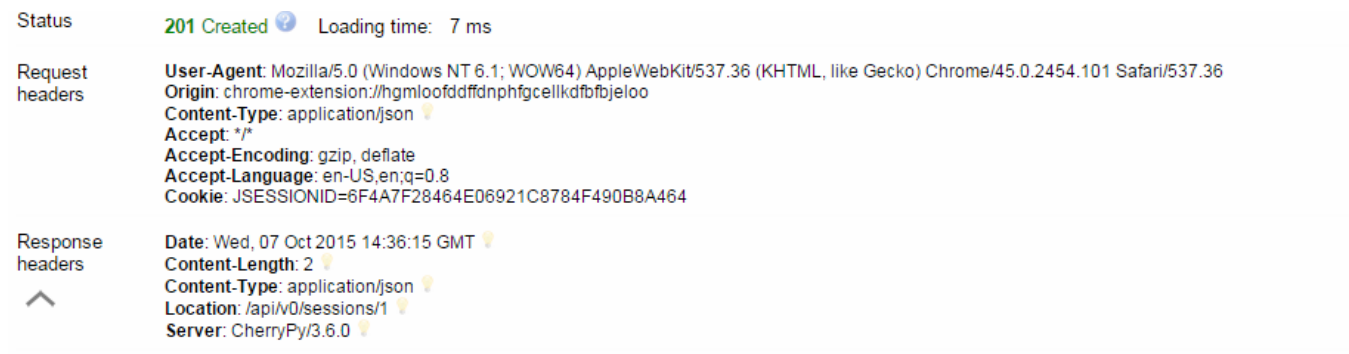 Status 201 Created ? Loading time: 7 ms
Request headers
User-Agent: Mozilla/5.0 (Windows NT 6.1; WOW64) AppleWebKit/537.36 (KHTML, like Gecko) Chrome/45.0.2454.101 Safari/537.36
Origin: chrome-extension://hgmloofddffdnphfgcellkdfbfbjeloo
Content-Type: application/json
Accept: */*
Accept-Encoding: gzip, deflate
Accept-Language: en-US,en;q=0.8
Cookie: JSESSIONID=6F4A7F28464E06921C8784F490B8A464
Response headers
Date: Wed, 07 Oct 2015 14:36:15 GMT
Content-Length: 2
Content-Type: application/json
Location: /api/v0/sessions/1
Server: CherryPy/3.6.0